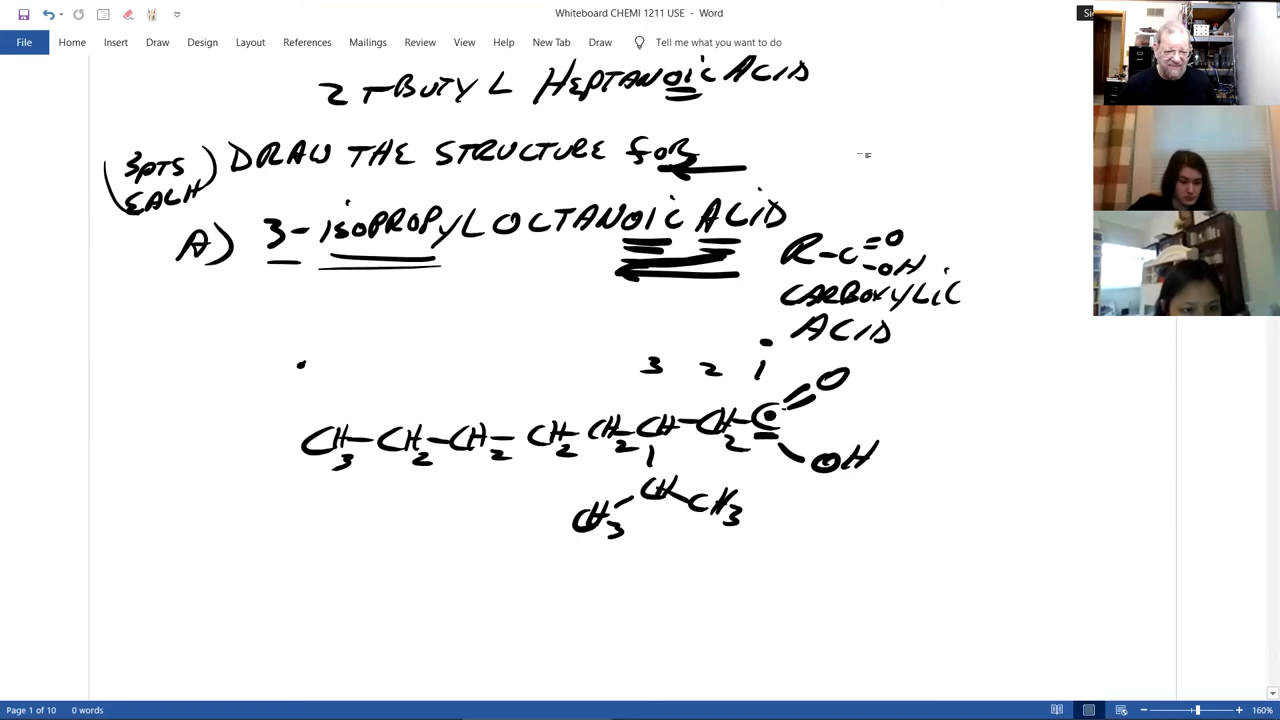 Whiteboard CHEMI 1211 USE - Word
File Home Insert Draw Design Layout References Mailings Review View Help New Tab Draw Tell me what you want to do
2 T-BUTYL HEPTANOIC ACID
(3PTS EACH) DRAW THE STRUCTURE for
A) 3-isoPROPYL OCTANOIC ACID
R-C=O
-OH
CARBOXYLIC
ACID
3 2 1
O
CH3-CH2-CH2-CH2 CH2 CH-CH2 C
OH
CH
CH3 CH3
Page 1 of 10 0 words 160%